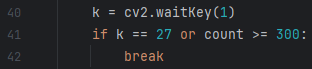 40 k = cv2.waitKey(1)
41 if k == 27 or count >= 300:
42 break